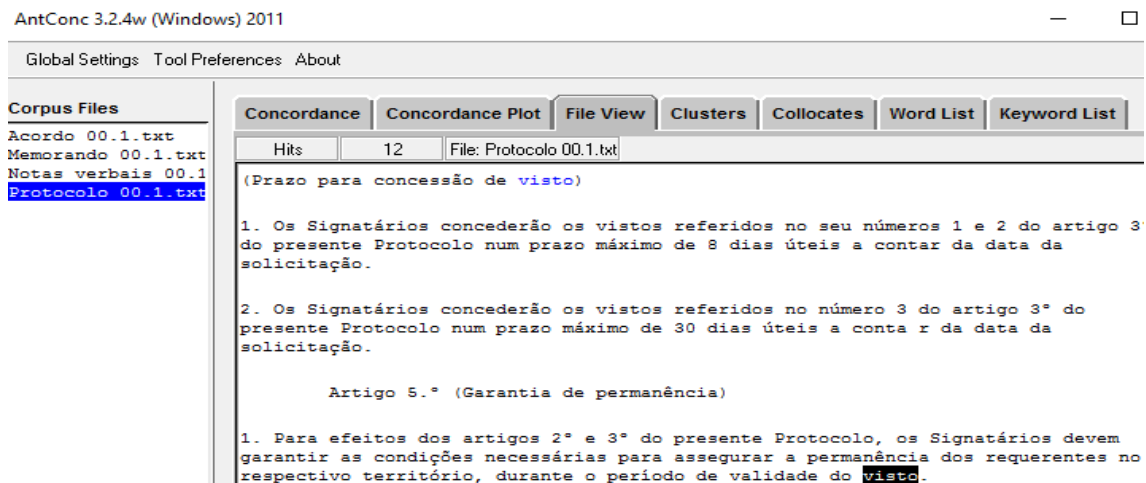 AntConc 3.2.4w (Windows) 2011
Global Settings Tool Preferences About
Corpus Files
Acordo 00.1.txt
Memorando 00.1.txt
Notas verbais 00.1
Protocolo 00.1.txt
Concordance Concordance Plot File View Clusters Collocates Word List Keyword List
Hits 12 File: Protocolo 00.1.txt
(Prazo para concessão de visto)
1. Os Signatários concederão os vistos referidos no seu números 1 e 2 do artigo 3º
do presente Protocolo num prazo máximo de 8 dias úteis a contar da data da
solicitação.
2. Os Signatários concederão os vistos referidos no número 3 do artigo 3º do
presente Protocolo num prazo máximo de 30 dias úteis a conta r da data da
solicitação.
Artigo 5.º (Garantia de permanência)
1. Para efeitos dos artigos 2º e 3º do presente Protocolo, os Signatários devem
garantir as condições necessárias para assegurar a permanência dos requerentes no
respectivo território, durante o período de validade do visto.